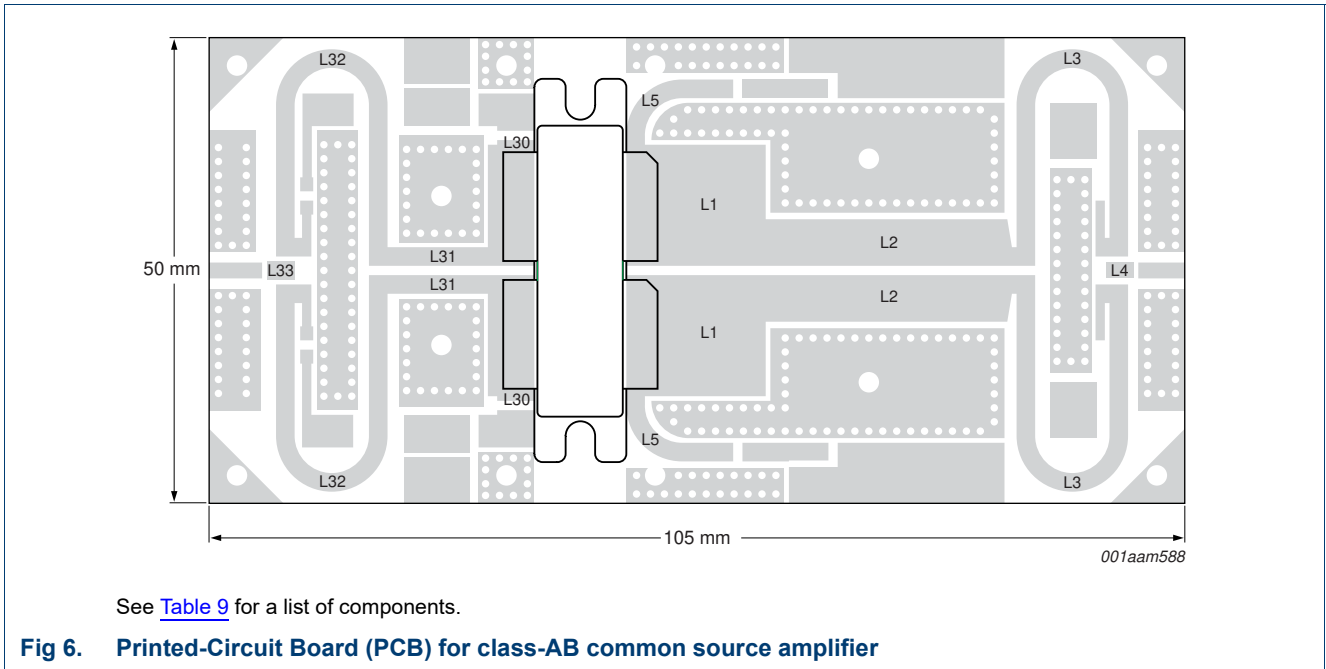 L32
L3
L5
L30
L1
L2
L31
50 mm
L33
L4
L31
L2
L1
L30
L5
L32
L3
105 mm
001aam588
See Table 9 for a list of components.
Fig 6. Printed-Circuit Board (PCB) for class-AB common source amplifier